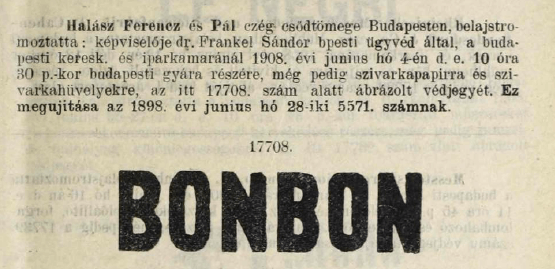 Halász Ferencz és Pál czég csődtömege Budapesten, belajstro-
moztatta: képviselője dr. Frankel Sándor bpesti ügyvéd által, a buda-
pesti keresk. és iparkamaránál 1908. évi junius hó 4-én d. e. 10 óra
30 p.-kor budapesti gyára részére, még pedig szivarkapapirra és szi-
varkahüvelyekre, az itt 17708. szám alatt ábrázolt védjegyét. Ez
megujitása az 1898. évi junius hó 28-iki 5571. számnak.
17708.
BONBON